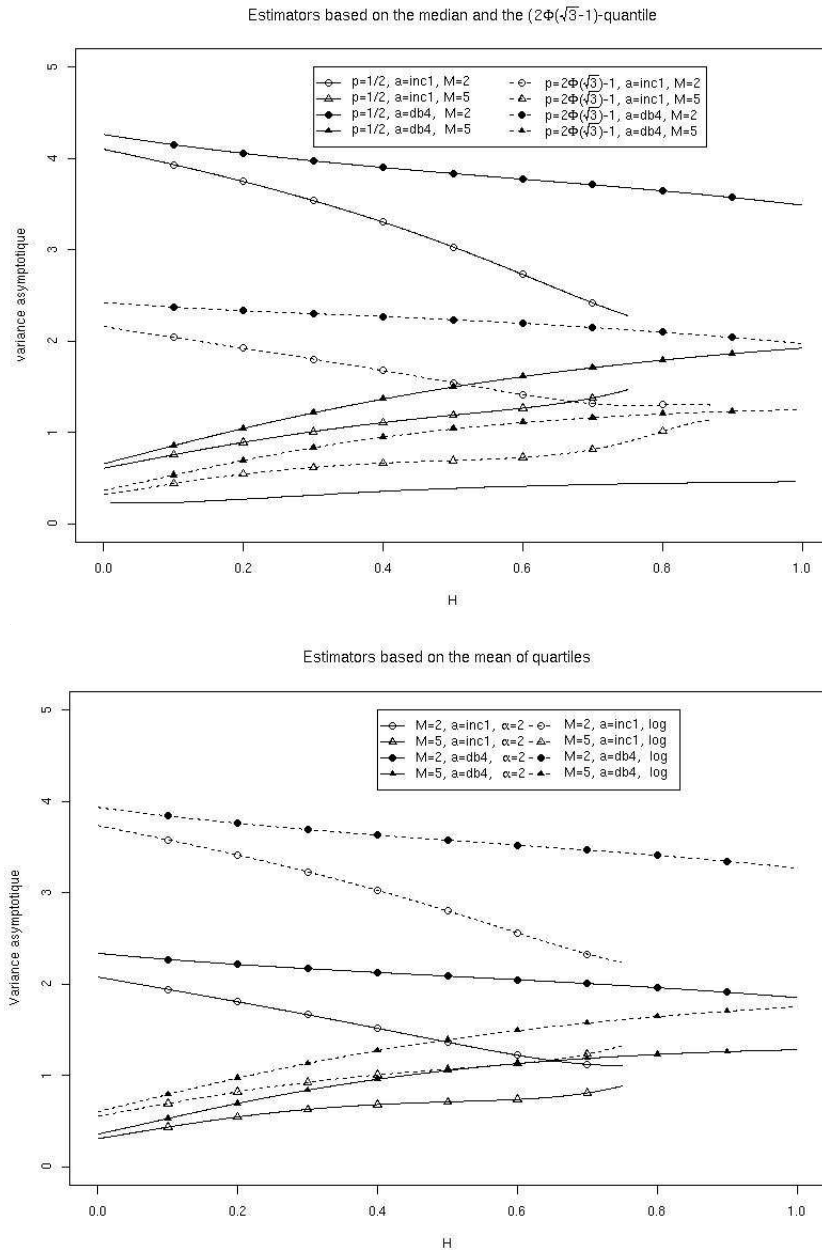 Estimators based on the median and the (2Φ(√3-1)-quantile
p=1/2, a=inc1, M=2
p=1/2, a=inc1, M=5
p=1/2, a=db4, M=2
p=1/2, a=db4, M=5
p=2Φ(√3)-1, a=inc1, M=2
p=2Φ(√3)-1, a=inc1, M=5
p=2Φ(√3)-1, a=db4, M=2
p=2Φ(√3)-1, a=db4, M=5
variance asymptotique
5
4
3
2
1
0
0.0 0.2 0.4 0.6 0.8 1.0
H
Estimators based on the mean of quartiles
M=2, a=inc1, α=2
M=5, a=inc1, α=2
M=2, a=db4, α=2
M=5, a=db4, α=2
M=2, a=inc1, log
M=5, a=inc1, log
M=2, a=db4, log
M=5, a=db4, log
Variance asymptotique
5
4
3
2
1
0
0.0 0.2 0.4 0.6 0.8 1.0
H